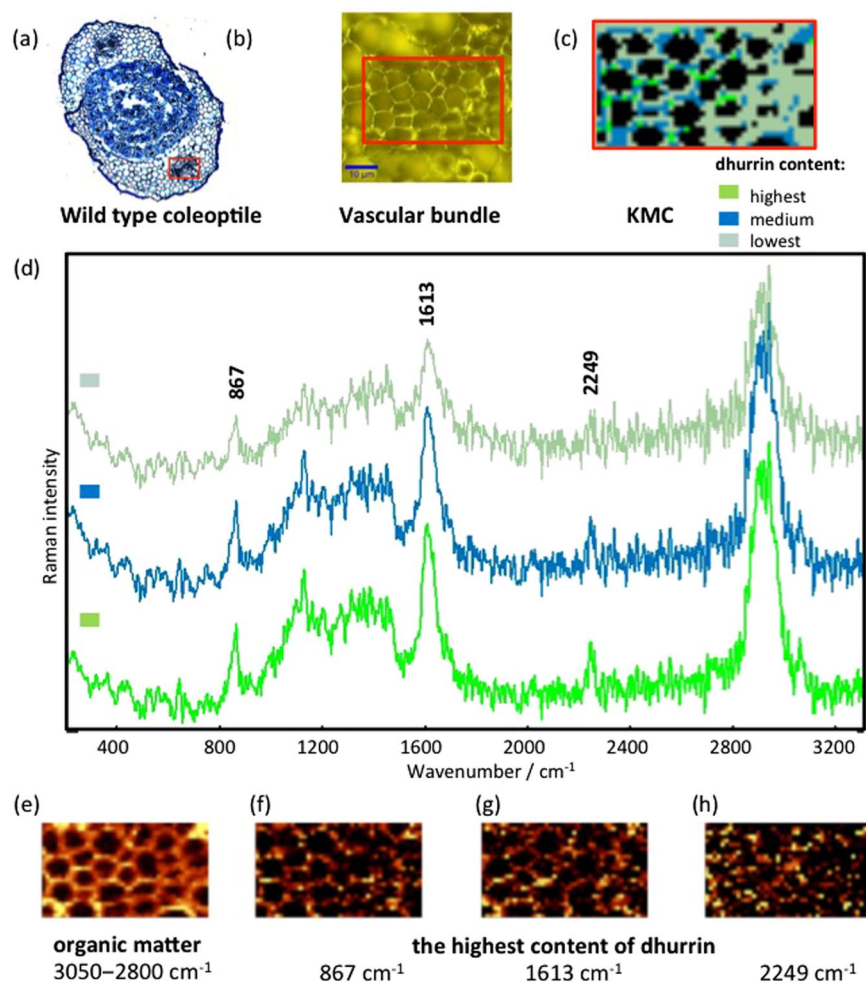 (a)
(b)
(c)
10 µm
dhurrin content:
highest
medium
lowest
Wild type coleoptile
Vascular bundle
KMC
(d)
867
1613
2249
Raman intensity
400
800
1200
1600
2000
2400
2800
3200
Wavenumber / cm⁻¹
(e)
(f)
(g)
(h)
organic matter
the highest content of dhurrin
3050–2800 cm⁻¹
867 cm⁻¹
1613 cm⁻¹
2249 cm⁻¹